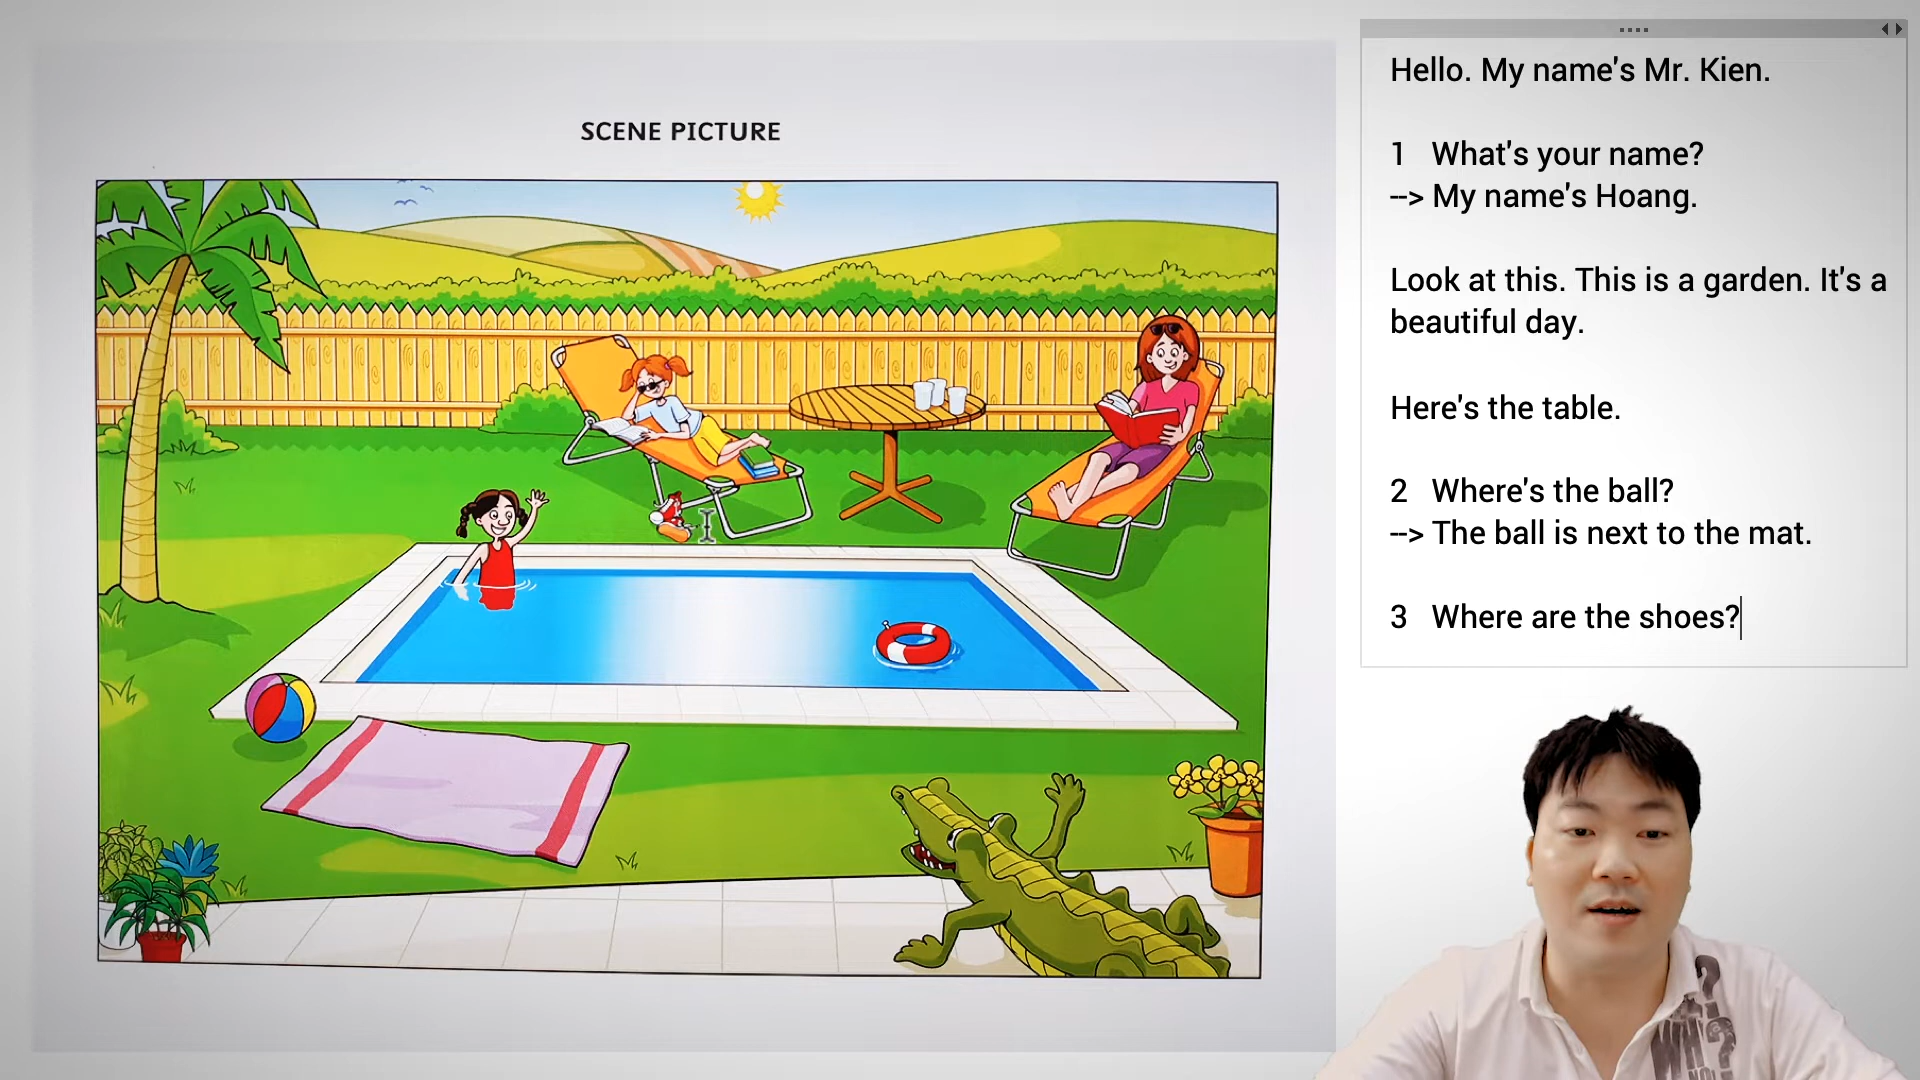 SCENE PICTURE
Hello. My name's Mr. Kien.
1 What's your name?
--> My name's Hoang.
Look at this. This is a garden. It's a
beautiful day.
Here's the table.
2 Where's the ball?
--> The ball is next to the mat.
3 Where are the shoes?